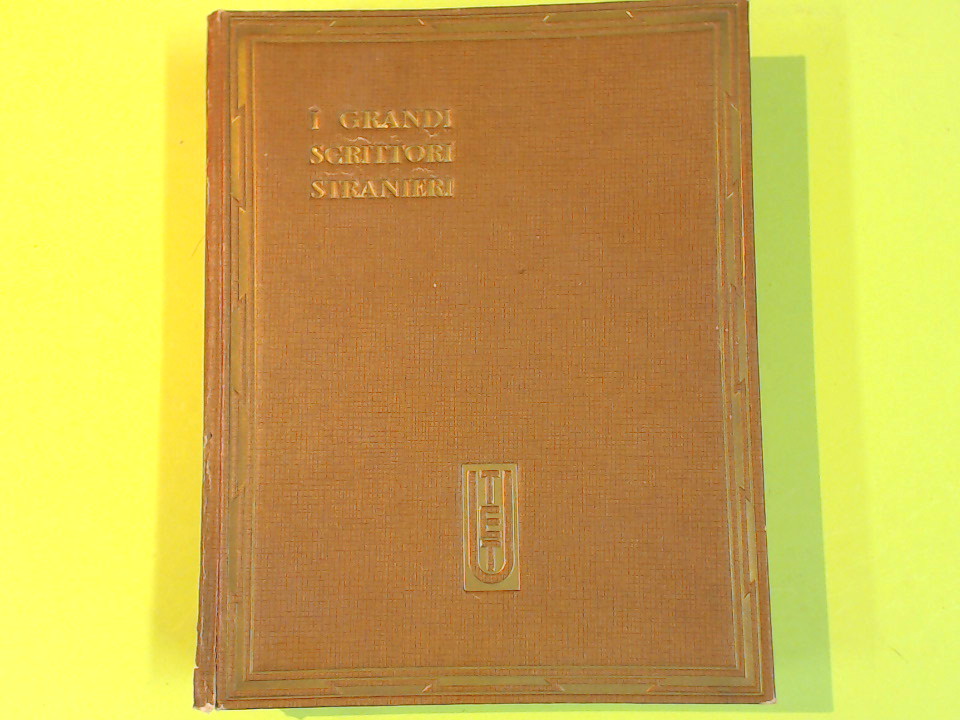 I GRANDI
SCRITTORI
STRANIERI
UTET